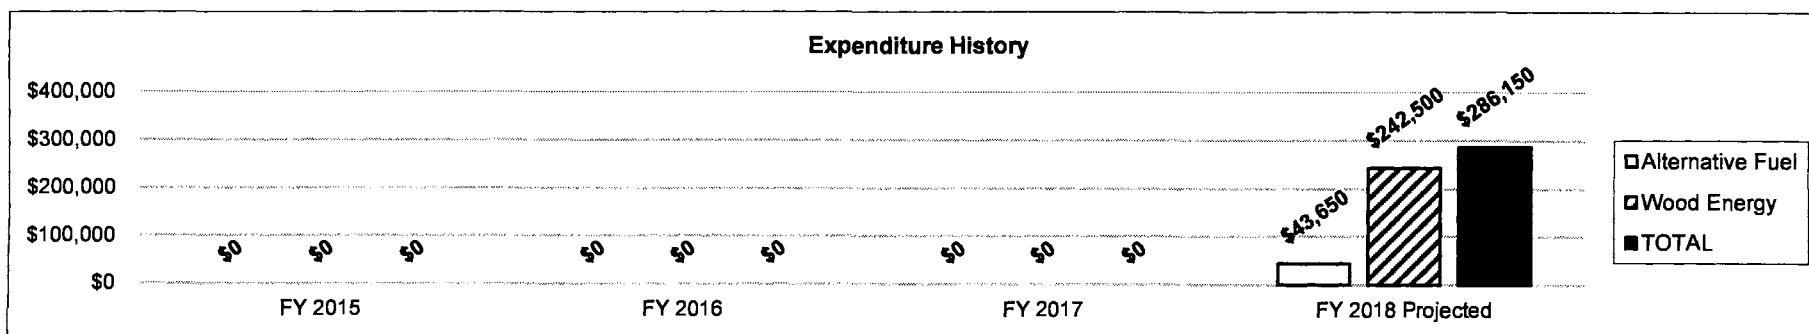 Expenditure History
$400,000
$300,000
$200,000
$100,000
$0
$0 $0 $0
$0 $0 $0
$0 $0 $0
$43,650
$242,500
$286,150
FY 2015
FY 2016
FY 2017
FY 2018 Projected
Alternative Fuel
Wood Energy
TOTAL